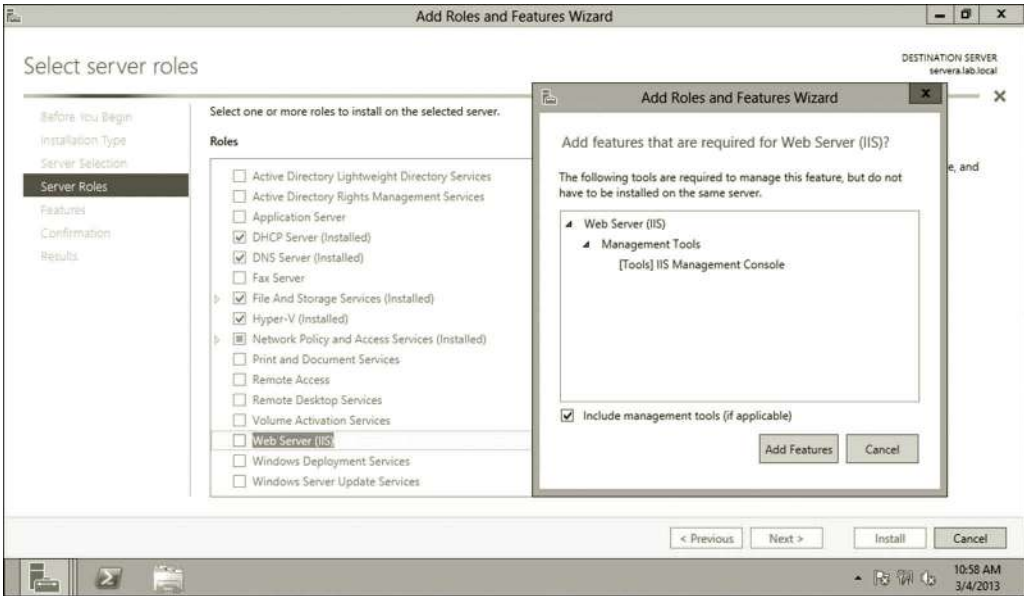 Add Roles and Features Wizard
Select server roles
DESTINATION SERVER
servera.lab.local
Before You Begin
Installation Type
Server Selection
Server Roles
Features
Confirmation
Results
Select one or more roles to install on the selected server.
Roles
Active Directory Lightweight Directory Services
Active Directory Rights Management Services
Application Server
DHCP Server (Installed)
DNS Server (Installed)
Fax Server
File And Storage Services (Installed)
Hyper-V (Installed)
Network Policy and Access Services (Installed)
Print and Document Services
Remote Access
Remote Desktop Services
Volume Activation Services
Web Server (IIS)
Windows Deployment Services
Windows Server Update Services
e, and
Add Roles and Features Wizard
Add features that are required for Web Server (IIS)?
The following tools are required to manage this feature, but do not
have to be installed on the same server.
Web Server (IIS)
Management Tools
[Tools] IIS Management Console
Include management tools (if applicable)
Add Features
Cancel
< Previous
Next >
Install
Cancel
10:58 AM
3/4/2013